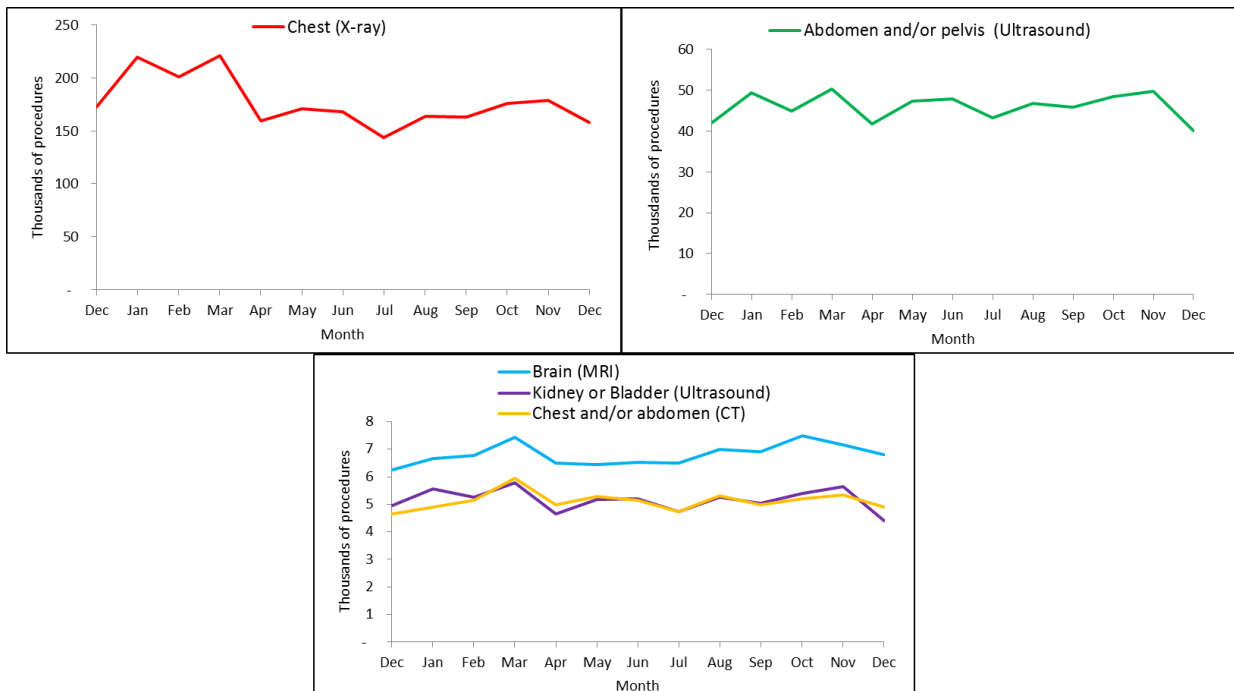 Chest (X-ray)
250
200
150
100
50
-
Thousands of procedures
Dec Jan Feb Mar Apr May Jun Jul Aug Sep Oct Nov Dec
Month
Abdomen and/or pelvis (Ultrasound)
60
50
40
30
20
10
-
Thousdands of procedures
Dec Jan Feb Mar Apr May Jun Jul Aug Sep Oct Nov Dec
Month
Brain (MRI)
Kidney or Bladder (Ultrasound)
Chest and/or abdomen (CT)
8
7
6
5
4
3
2
1
-
Thousands of procedures
Dec Jan Feb Mar Apr May Jun Jul Aug Sep Oct Nov Dec
Month